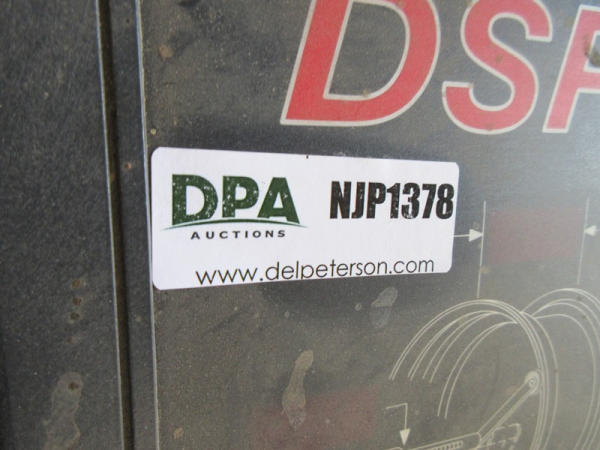 DSP
DPA
AUCTIONS
NJP1378
www.delpeterson.com